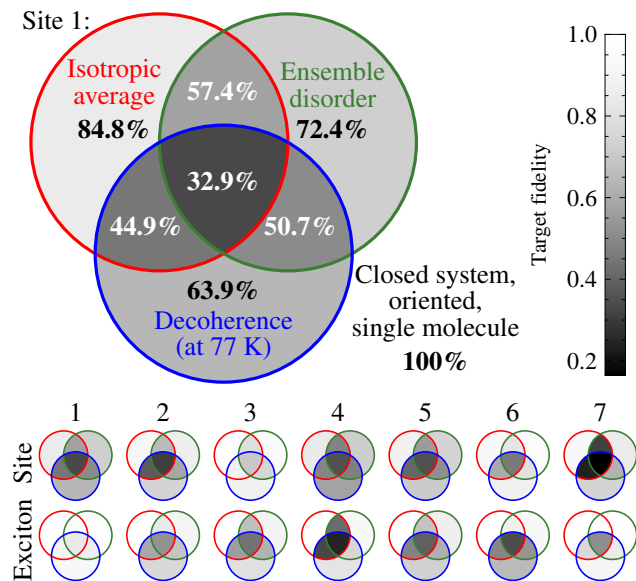 Site 1:
Isotropic
average
84.8%
57.4%
Ensemble
disorder
72.4%
32.9%
44.9%
50.7%
63.9%
Decoherence
(at 77 K)
Closed system,
oriented,
single molecule
100%
1.0
0.8
0.6
0.4
0.2
Target fidelity
1 2 3 4 5 6 7
Site
Exciton